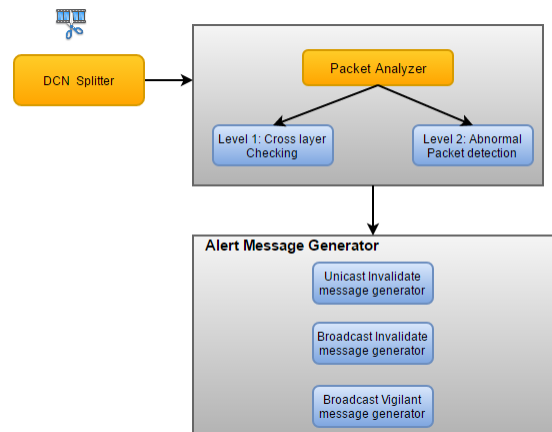 DCN Splitter
Packet Analyzer
Level 1: Cross layer
Checking
Level 2: Abnormal
Packet detection
Alert Message Generator
Unicast Invalidate
message generator
Broadcast Invalidate
message generator
Broadcast Vigilant
message generator